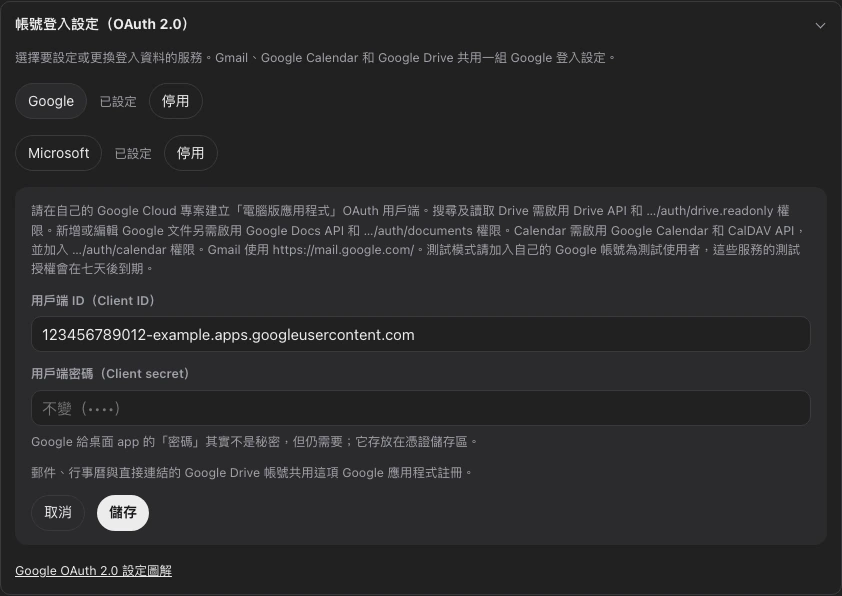 帳號登入設定（OAuth 2.0）
選擇要設定或更換登入資料的服務。Gmail、Google Calendar 和 Google Drive 共用一組 Google 登入設定。
Google 已設定 停用
Microsoft 已設定 停用
請在自己的 Google Cloud 專案建立「電腦版應用程式」OAuth 用戶端。搜尋及讀取 Drive 需啟用 Drive API 和 .../auth/drive.readonly 權
限。新增或編輯 Google 文件另需啟用 Google Docs API 和 .../auth/documents 權限。Calendar 需啟用 Google Calendar 和 CalDAV API，
並加入 .../auth/calendar 權限。Gmail 使用 https://mail.google.com/。測試模式請加入自己的 Google 帳號為測試使用者，這些服務的測試
授權會在七天後到期。
用戶端 ID（Client ID）
123456789012-example.apps.googleusercontent.com
用戶端密碼（Client secret）
不變（····）
Google 給桌面 app 的「密碼」其實不是秘密，但仍需要；它存放在憑證儲存區。
郵件、行事曆與直接連結的 Google Drive 帳號共用這項 Google 應用程式註冊。
取消 儲存
Google OAuth 2.0 設定圖解